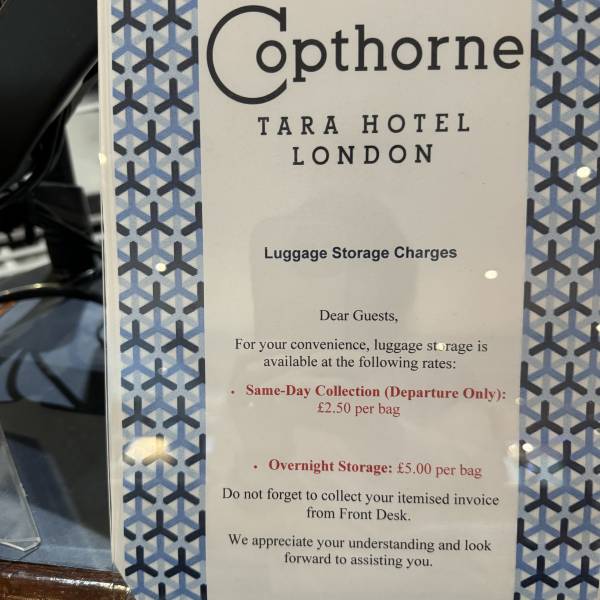 Copthorne
TARA HOTEL
LONDON
Luggage Storage Charges
Dear Guests,
For your convenience, luggage storage is
available at the following rates:
• Same-Day Collection (Departure Only):
£2.50 per bag
• Overnight Storage: £5.00 per bag
Do not forget to collect your itemised invoice
from Front Desk.
We appreciate your understanding and look
forward to assisting you.